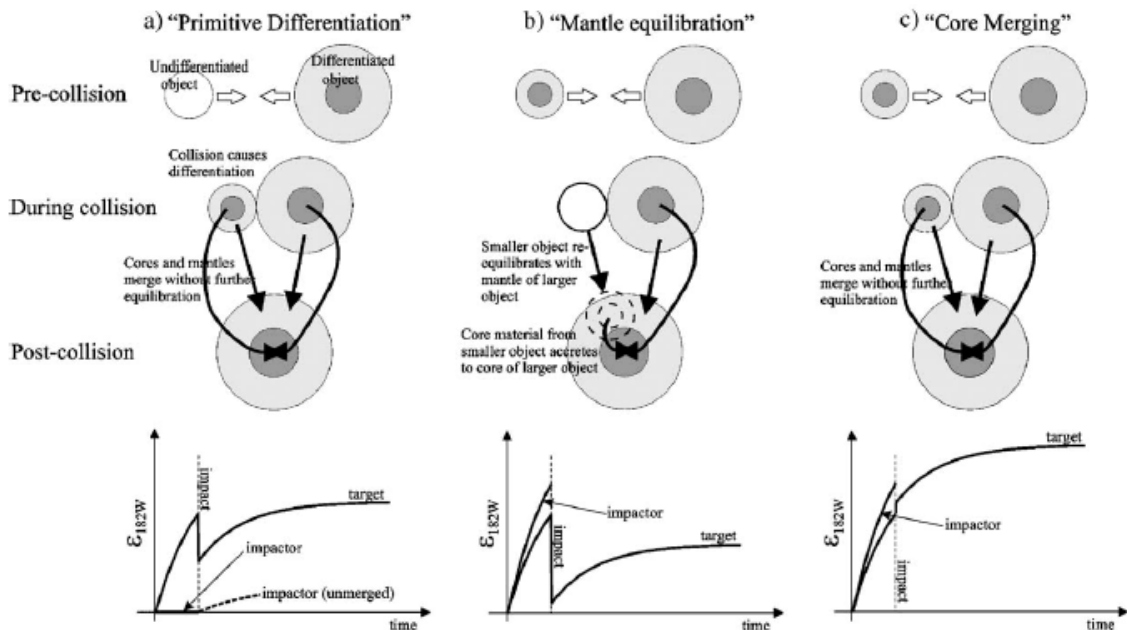 a) “Primitive Differentiation”
b) “Mantle equilibration”
c) “Core Merging”
Pre-collision
Undifferentiated
object
Differentiated
object
During collision
Collision causes
differentiation
Cores and mantles
merge without further
equilibration
Smaller object re-
equilibrates with
mantle of larger
object
Cores and mantles
merge without further
equilibration
Post-collision
Core material from
smaller object accretes
to core of larger object
ε182W
impact
target
impactor
impactor (unmerged)
time
ε182W
impactor
impact
target
time
ε182W
target
impactor
impact
time